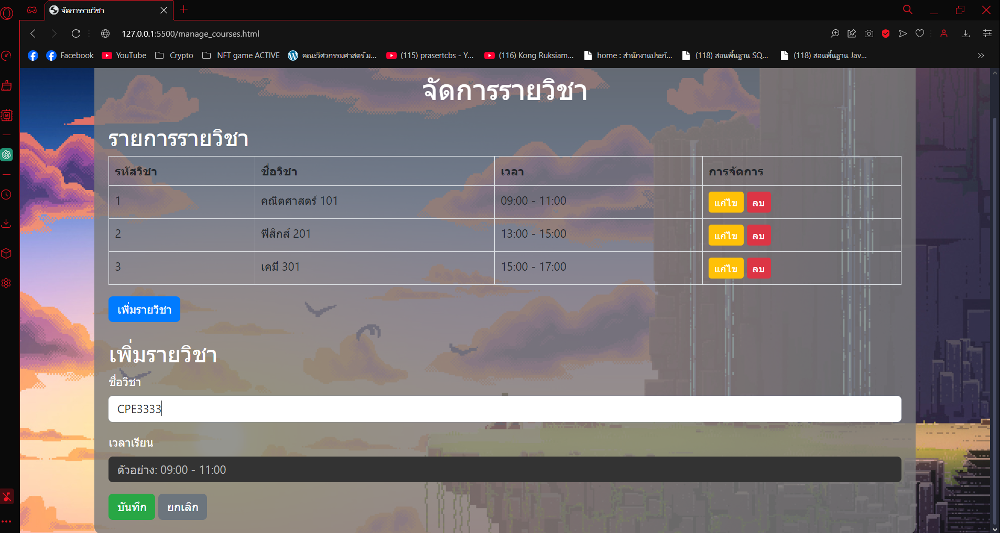 จัดการรายวิชา
127.0.0.1:5500/manage_courses.html
Facebook YouTube Crypto NFT game ACTIVE คณะวิศวกรรมศาสตร์ ม... (115) prasertcbs - Y... (116) Kong Ruksiam... home : สำนักงานประกั... (118) สอนพื้นฐาน SQ... (118) สอนพื้นฐาน Jav...
จัดการรายวิชา
รายการรายวิชา
รหัสวิชา ชื่อวิชา เวลา การจัดการ
1 คณิตศาสตร์ 101 09:00 - 11:00 แก้ไข ลบ
2 ฟิสิกส์ 201 13:00 - 15:00 แก้ไข ลบ
3 เคมี 301 15:00 - 17:00 แก้ไข ลบ
เพิ่มรายวิชา
เพิ่มรายวิชา
ชื่อวิชา
CPE3333
เวลาเรียน
ตัวอย่าง: 09:00 - 11:00
บันทึก ยกเลิก